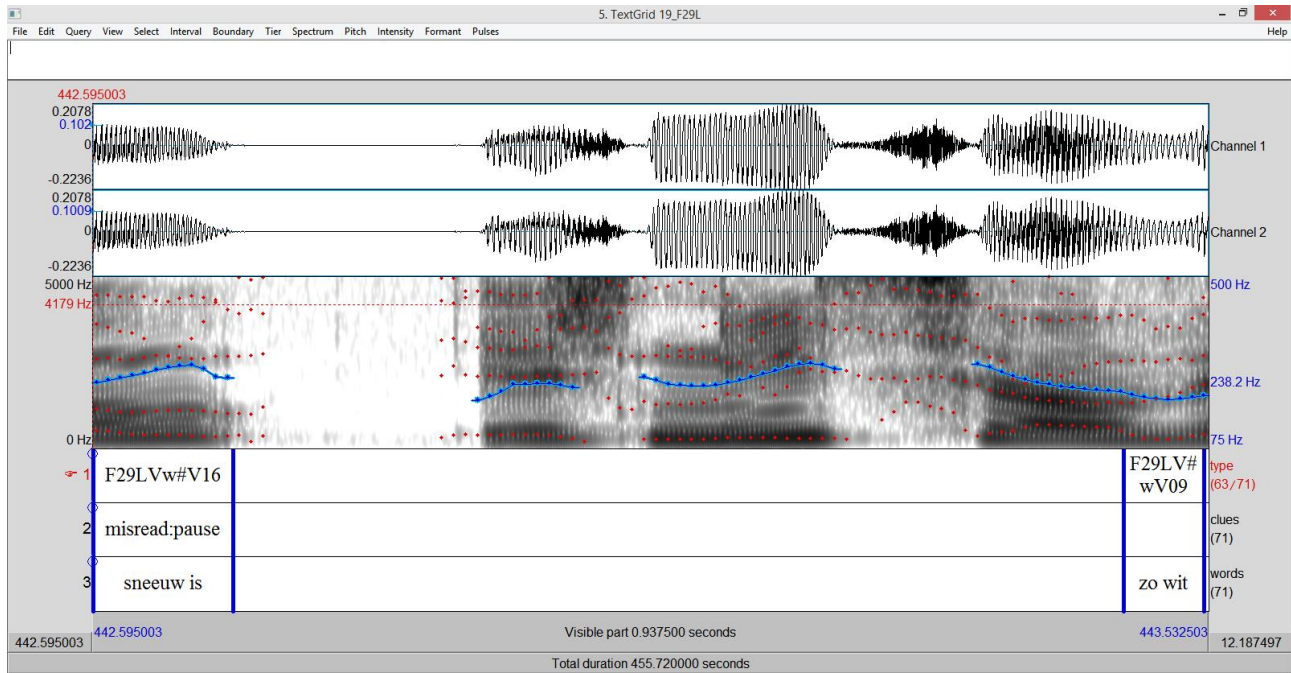 5. TextGrid 19_F29L
File Edit Query View Select Interval Boundary Tier Spectrum Pitch Intensity Formant Pulses Help
442.595003
0.2078
0.102
0
-0.2236
Channel 1
0.2078
0.1009
0
-0.2236
Channel 2
5000 Hz
4179 Hz
0 Hz
500 Hz
238.2 Hz
75 Hz
1
F29LVw#V16
F29LV#
wV09
type
(63/71)
2
misread:pause
clues
(71)
3
sneeuw is
zo wit
words
(71)
442.595003
442.595003
Visible part 0.937500 seconds
443.532503
12.187497
Total duration 455.720000 seconds